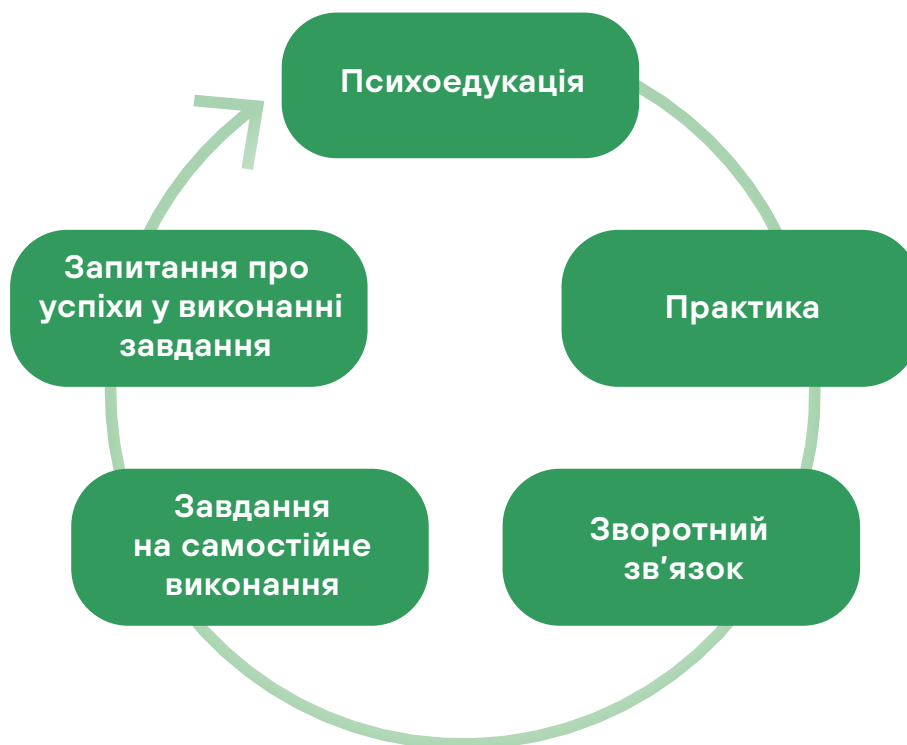 Психоедукація
Практика
Зворотний
зв’язок
Завдання
на самостійне
виконання
Запитання про
успіхи у виконанні
завдання